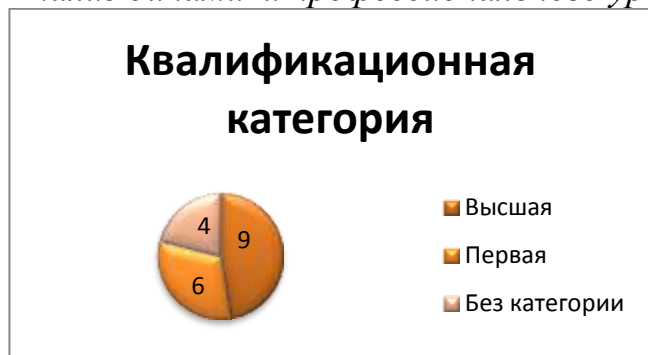 Квалификационная
категория
4
9
6
Высшая
Первая
Без категории